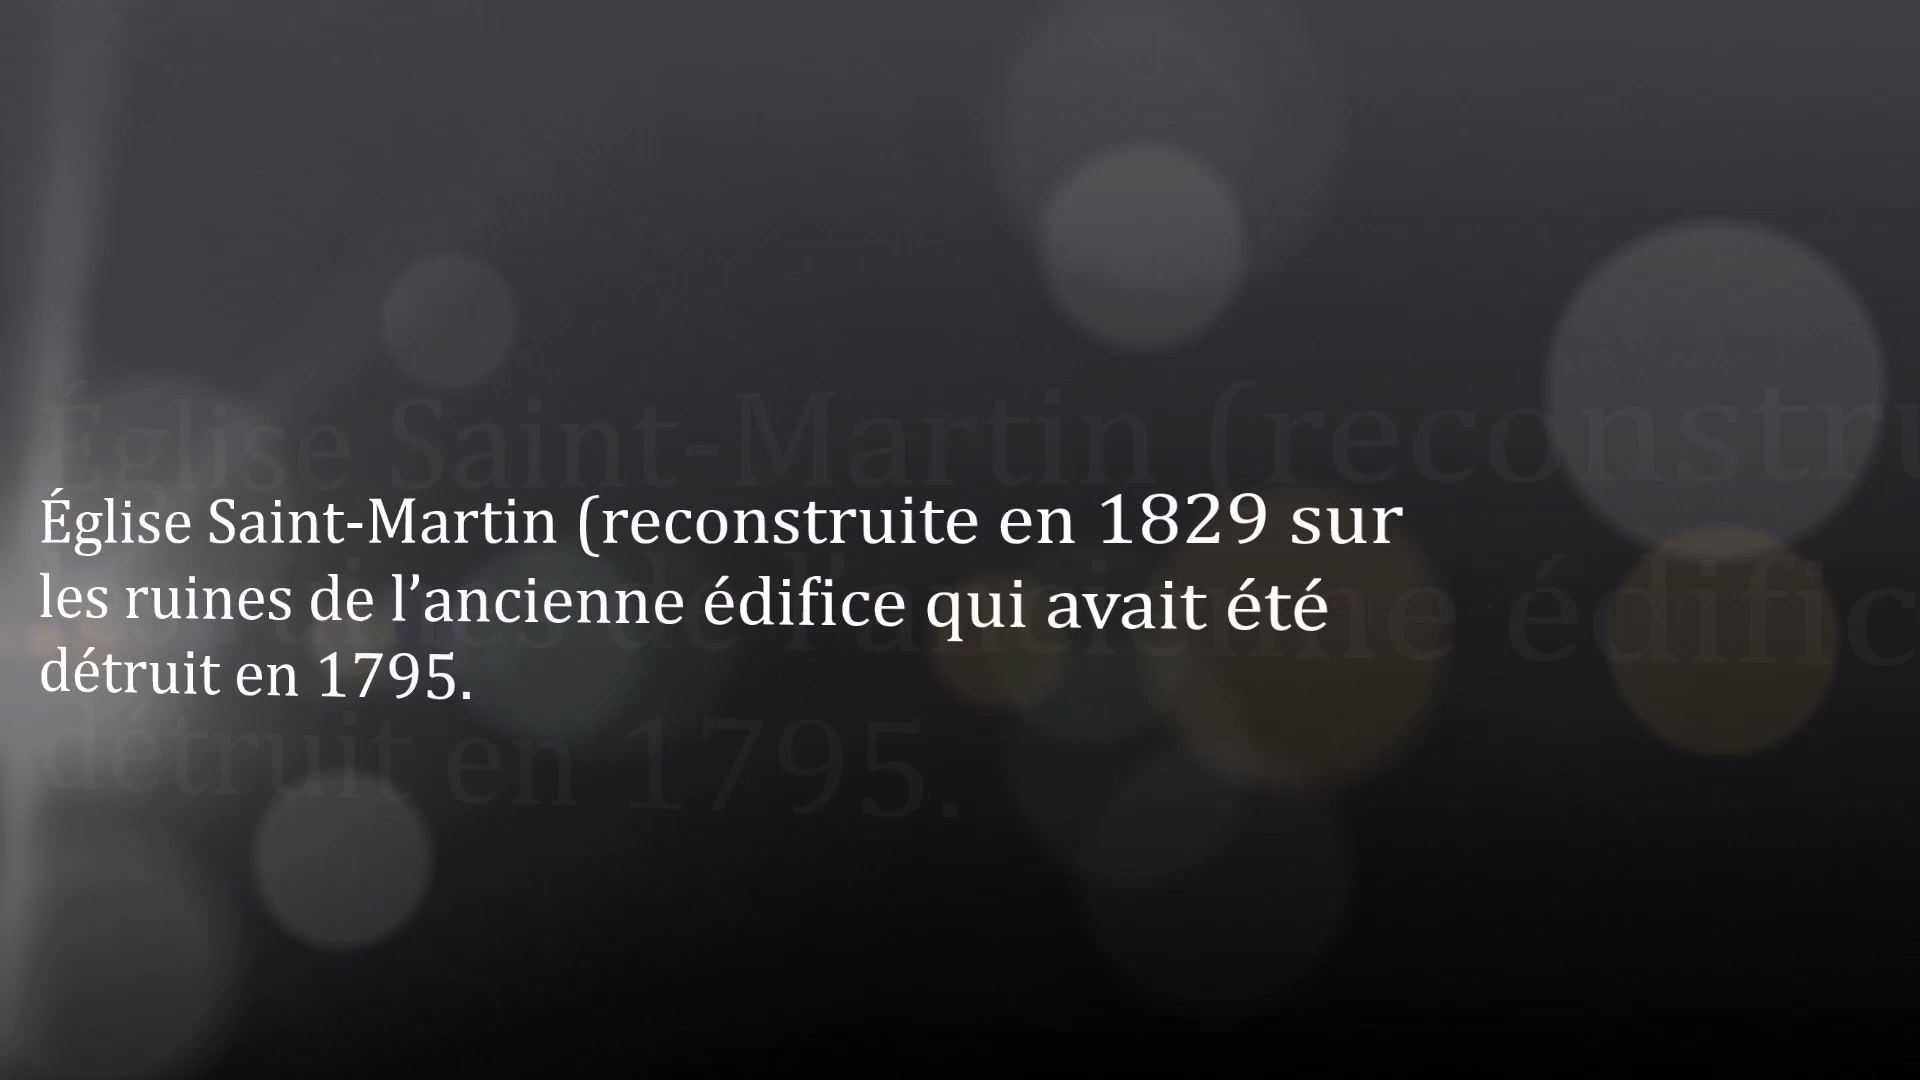 Église Saint-Martin (reconstruite en 1829 sur
les ruines de l’ancienne édifice qui avait été
détruit en 1795.